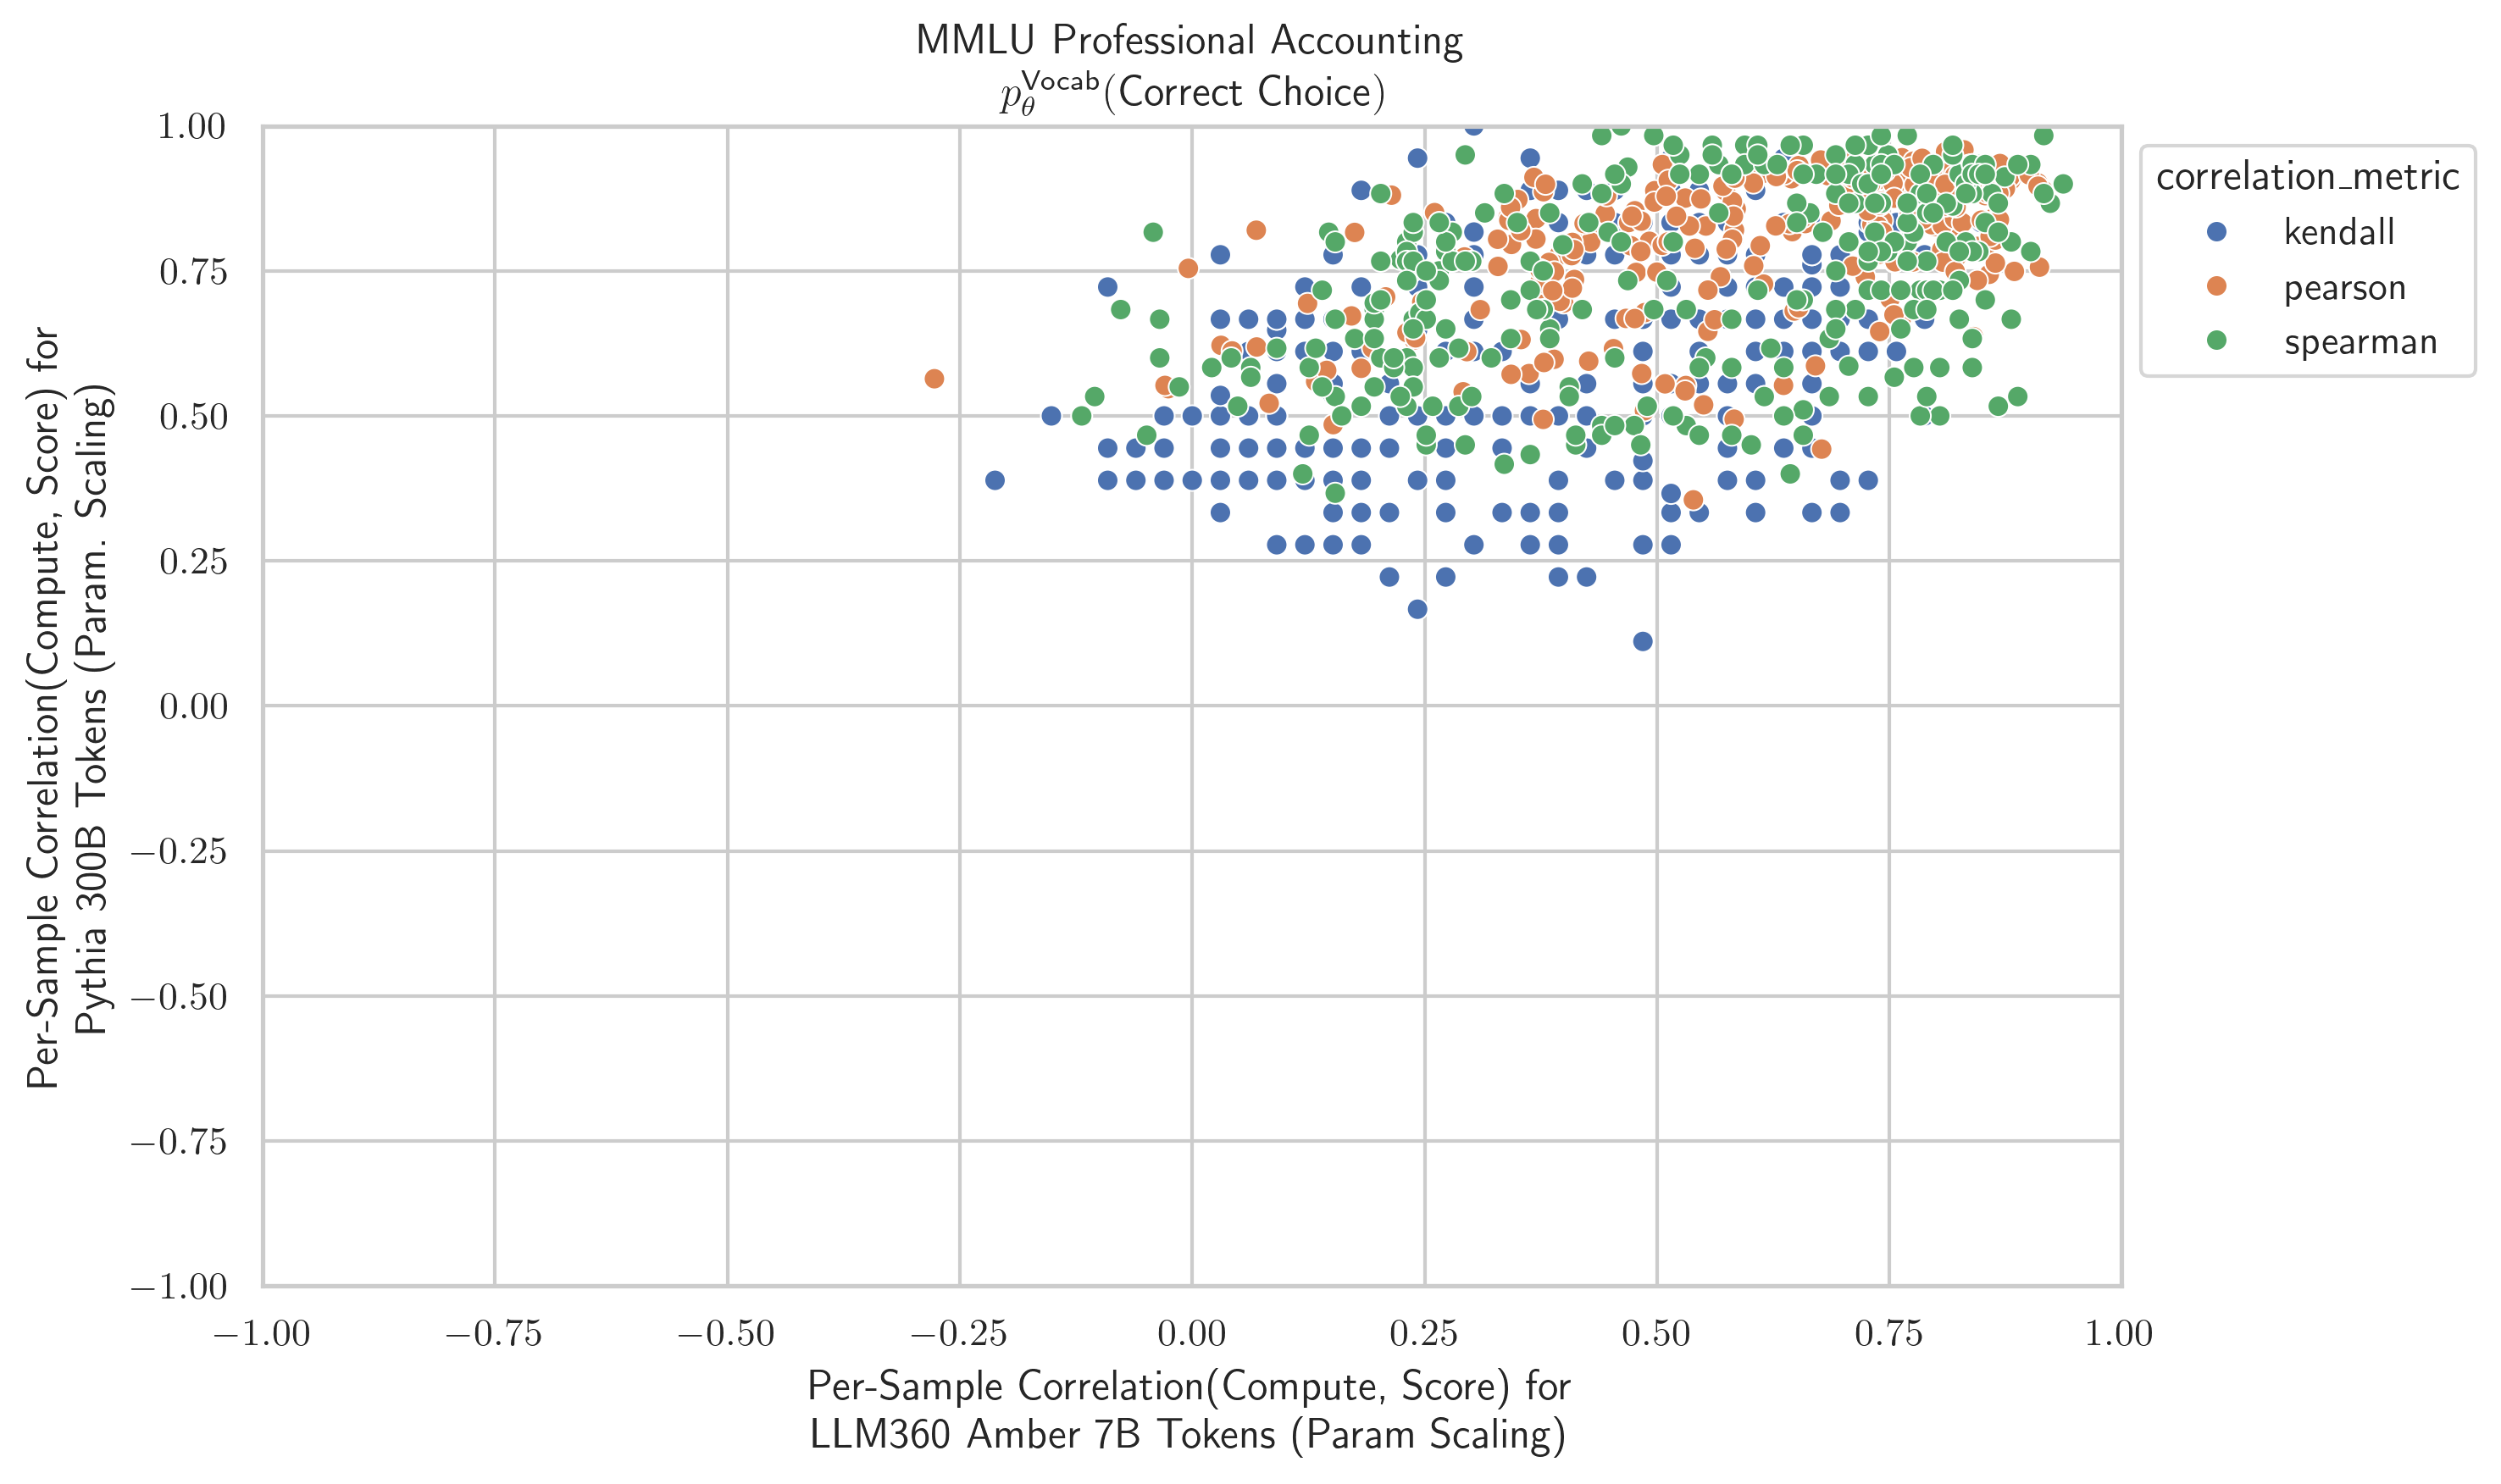 MMLU Professional Accounting
p_θ^Vocab(Correct Choice)
1.00
0.75
0.50
0.25
0.00
−0.25
−0.50
−0.75
−1.00
Per-Sample Correlation(Compute, Score) for
Pythia 300B Tokens (Param. Scaling)
correlation_metric
kendall
pearson
spearman
−1.00 −0.75 −0.50 −0.25 0.00 0.25 0.50 0.75 1.00
Per-Sample Correlation(Compute, Score) for
LLM360 Amber 7B Tokens (Param Scaling)